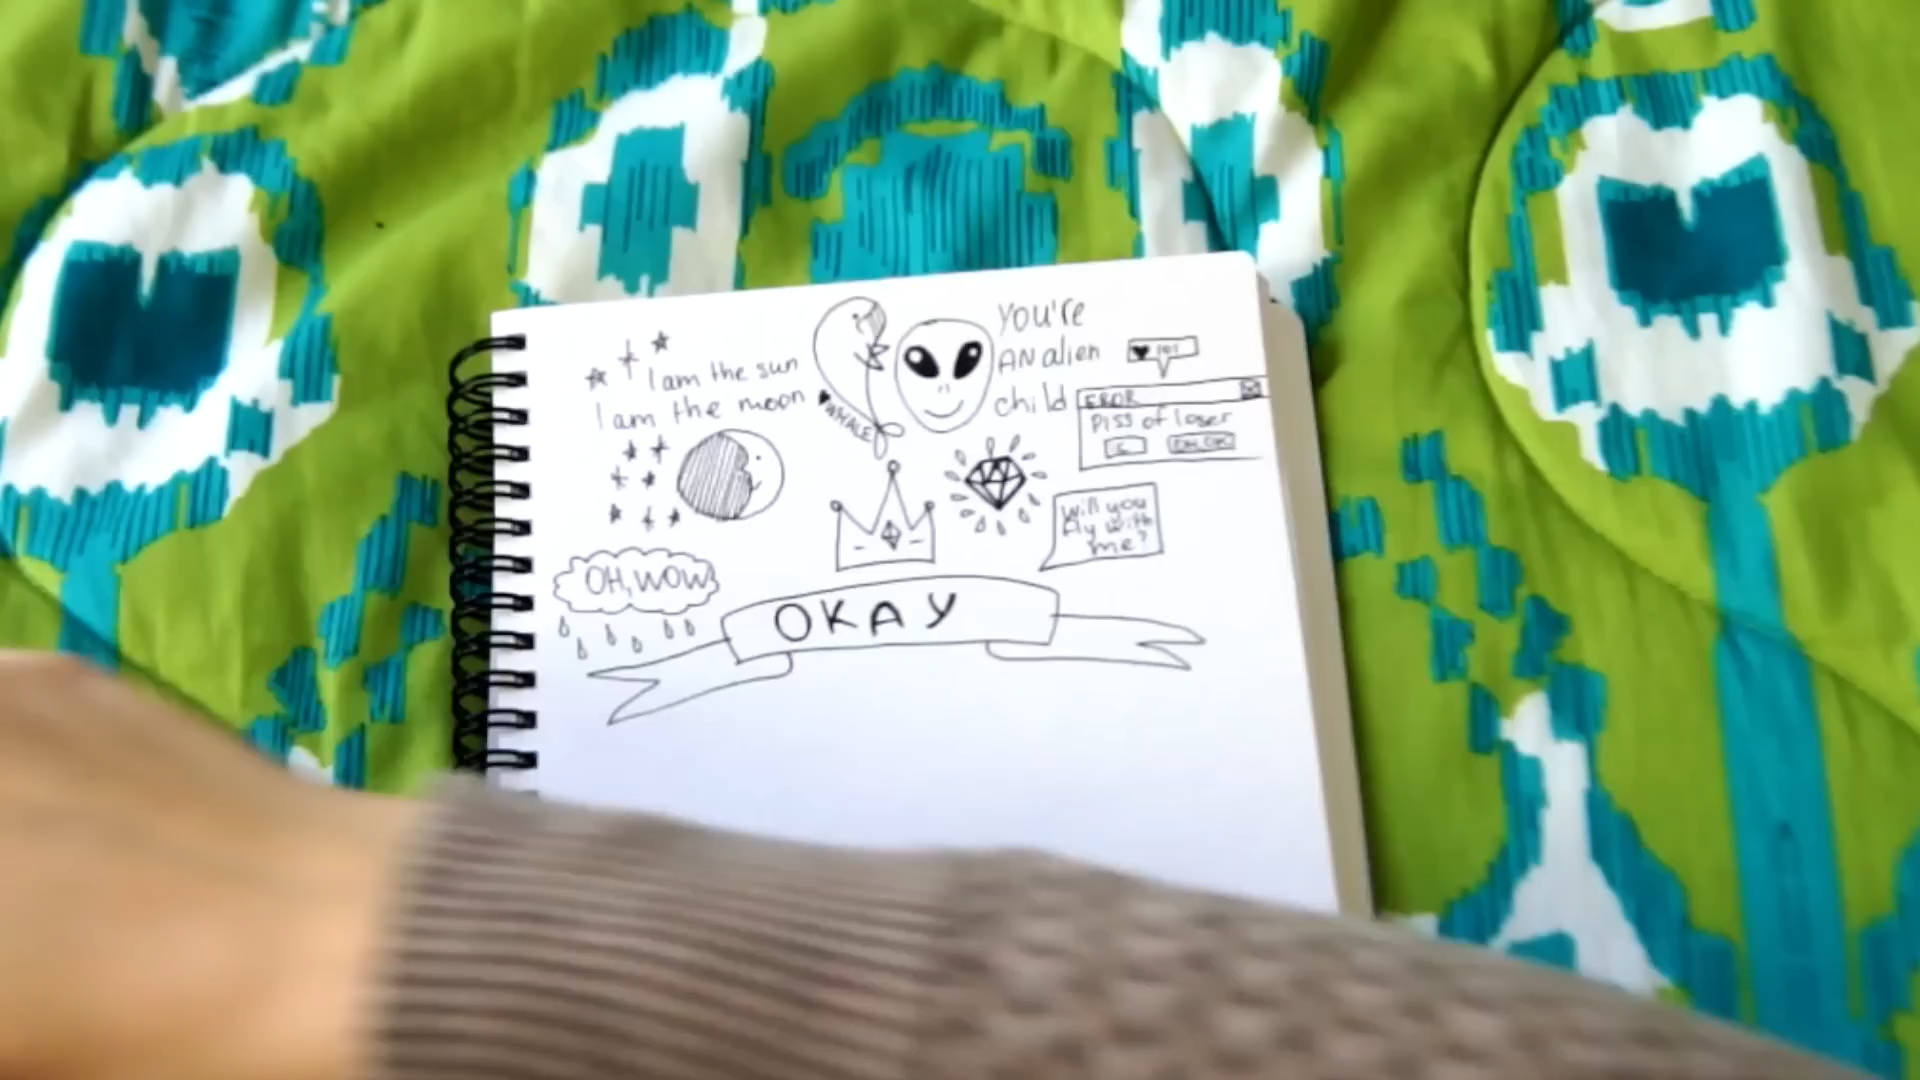 I am the sun
I am the moon
WHALE
YOU're
AN alien
child
EROR
Piss of loser
will you
fly with
me?
OH, WOW
OKAY